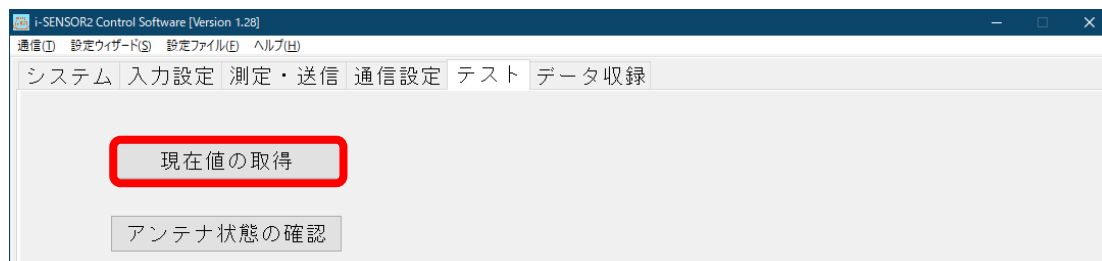 i-SENSOR2 Control Software [Version 1.28]
通信(T) 設定ウィザード(S) 設定ファイル(F) ヘルプ(H)
システム 入力設定 測定・送信 通信設定 テスト データ収録
現在値の取得
アンテナ状態の確認